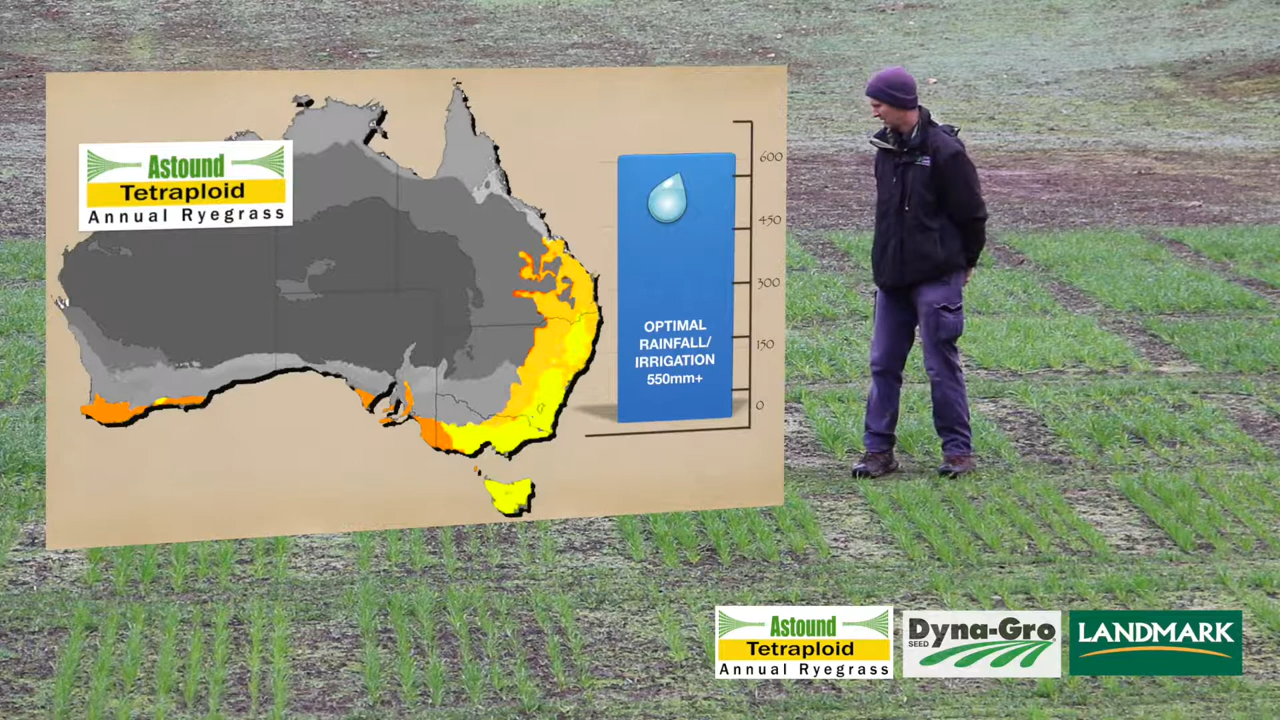 Astound
Tetraploid
Annual Ryegrass
600
450
300
150
0
OPTIMAL
RAINFALL/
IRRIGATION
550mm+
Astound
Tetraploid
Annual Ryegrass
Dyna-Gro
SEED
LANDMARK